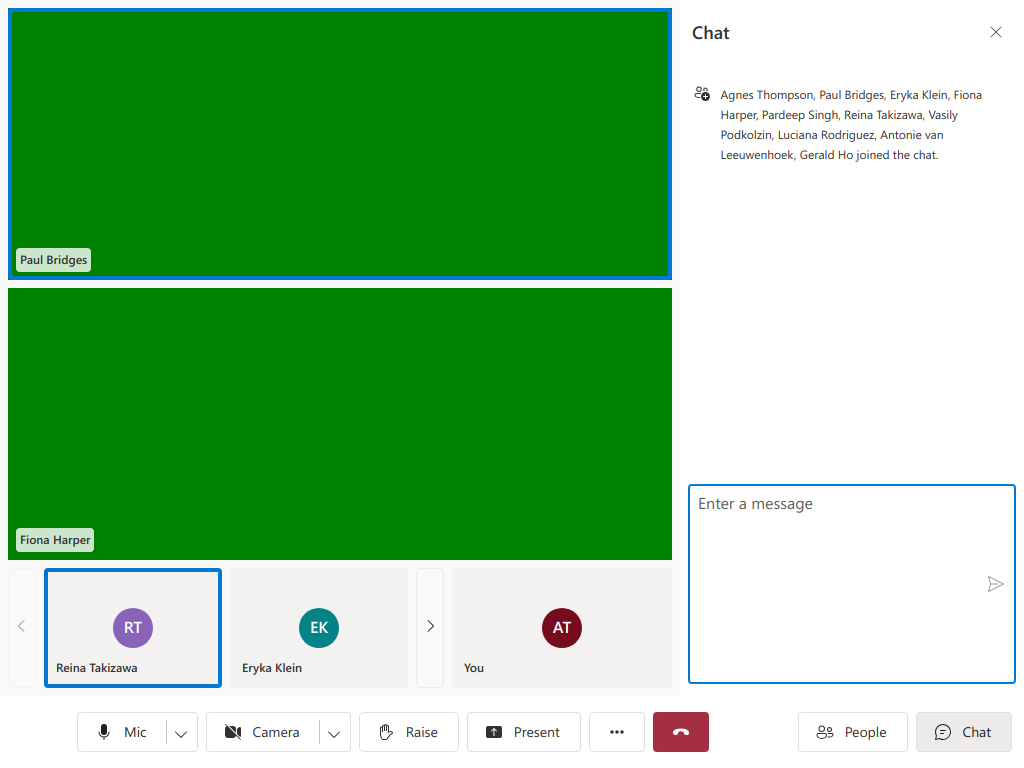 Paul Bridges
Fiona Harper
RT
Reina Takizawa
EK
Eryka Klein
AT
You
Chat
Agnes Thompson, Paul Bridges, Eryka Klein, Fiona
Harper, Pardeep Singh, Reina Takizawa, Vasily
Podkolzin, Luciana Rodriguez, Antonie van
Leeuwenhoek, Gerald Ho joined the chat.
Enter a message
Mic
Camera
Raise
Present
People
Chat